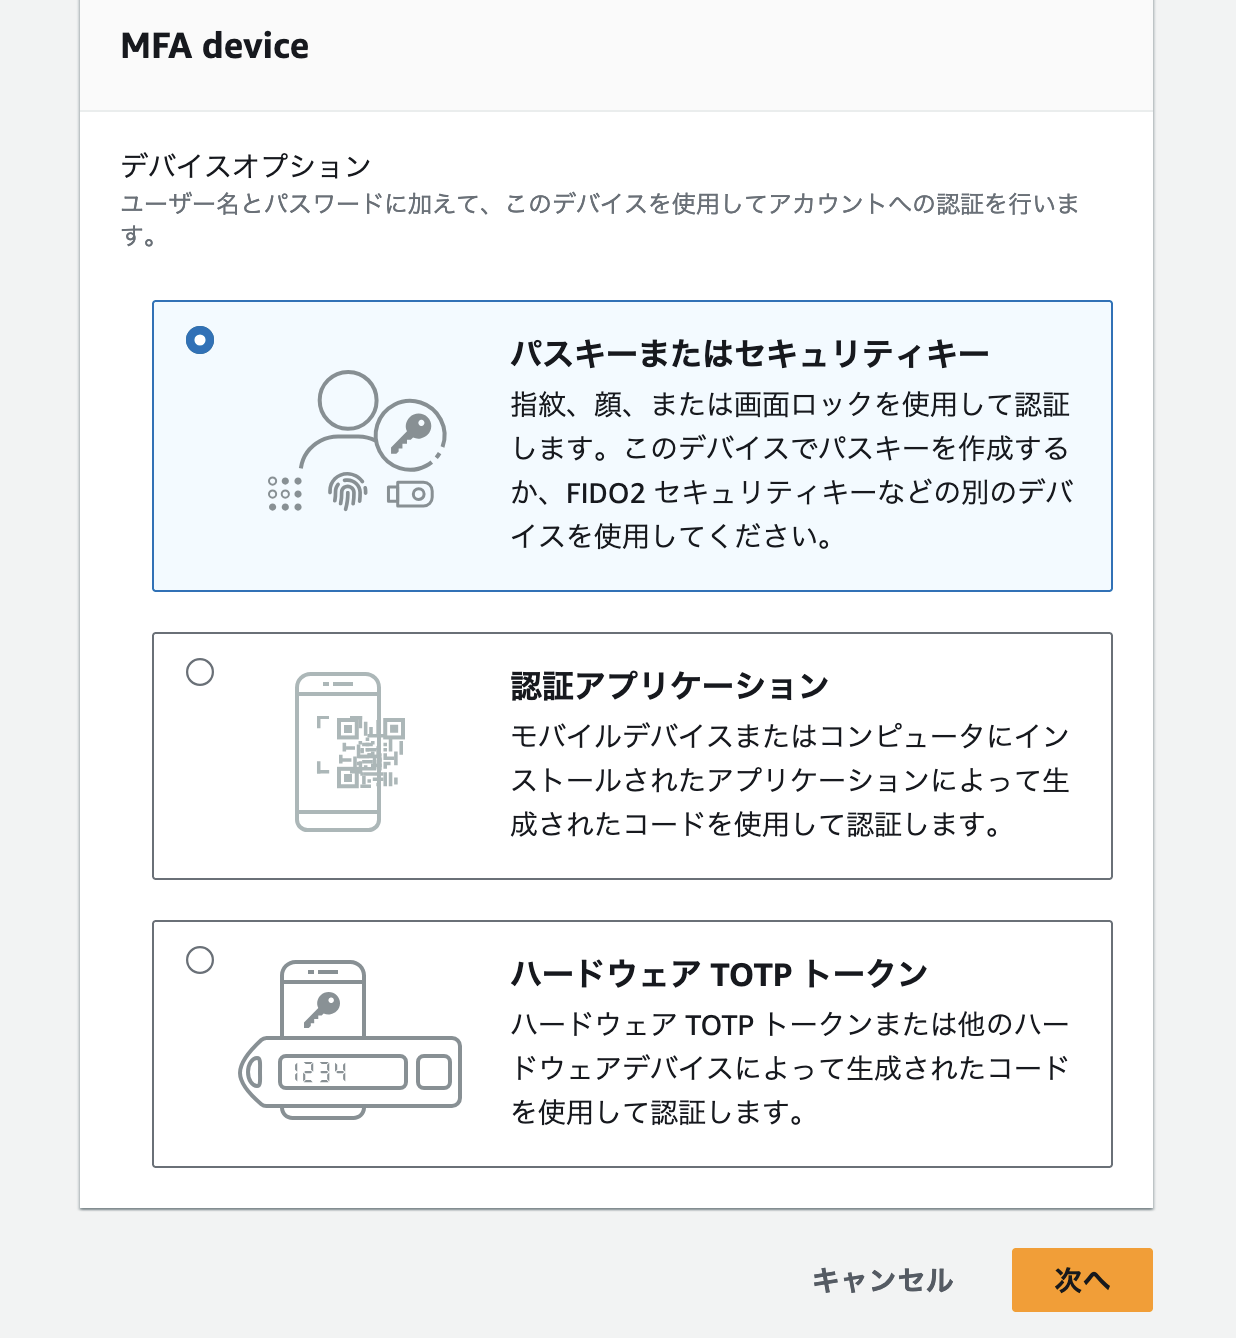 MFA device
デバイスオプション
ユーザー名とパスワードに加えて、このデバイスを使用してアカウントへの認証を行いま
す。
パスキーまたはセキュリティキー
指紋、顔、または画面ロックを使用して認証
します。このデバイスでパスキーを作成する
か、FIDO2 セキュリティキーなどの別のデバ
イスを使用してください。
認証アプリケーション
モバイルデバイスまたはコンピュータにイン
ストールされたアプリケーションによって生
成されたコードを使用して認証します。
ハードウェア TOTP トークン
ハードウェア TOTP トークンまたは他のハー
ドウェアデバイスによって生成されたコード
を使用して認証します。
1234
キャンセル
次へ